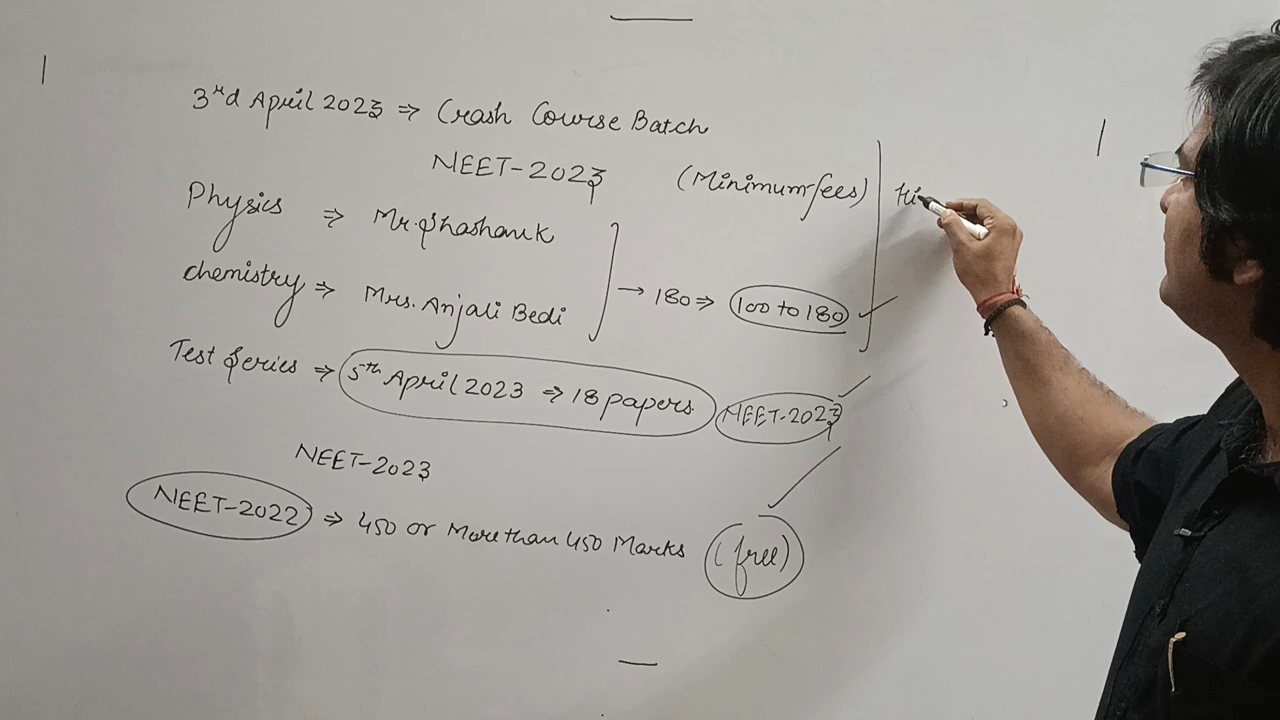 3rd April 2023 ⇒ Crash Course Batch
NEET-2023 (Minimum fees)
Physics ⇒ Mr. Shashank
chemistry ⇒ Mrs. Anjali Bedi → 180 ⇒ 100 to 180
Test Series ⇒ 5th April 2023 ⇒ 18 papers. NEET-2023
NEET-2023
NEET-2022 ⇒ 450 or More than 450 Marks (free)